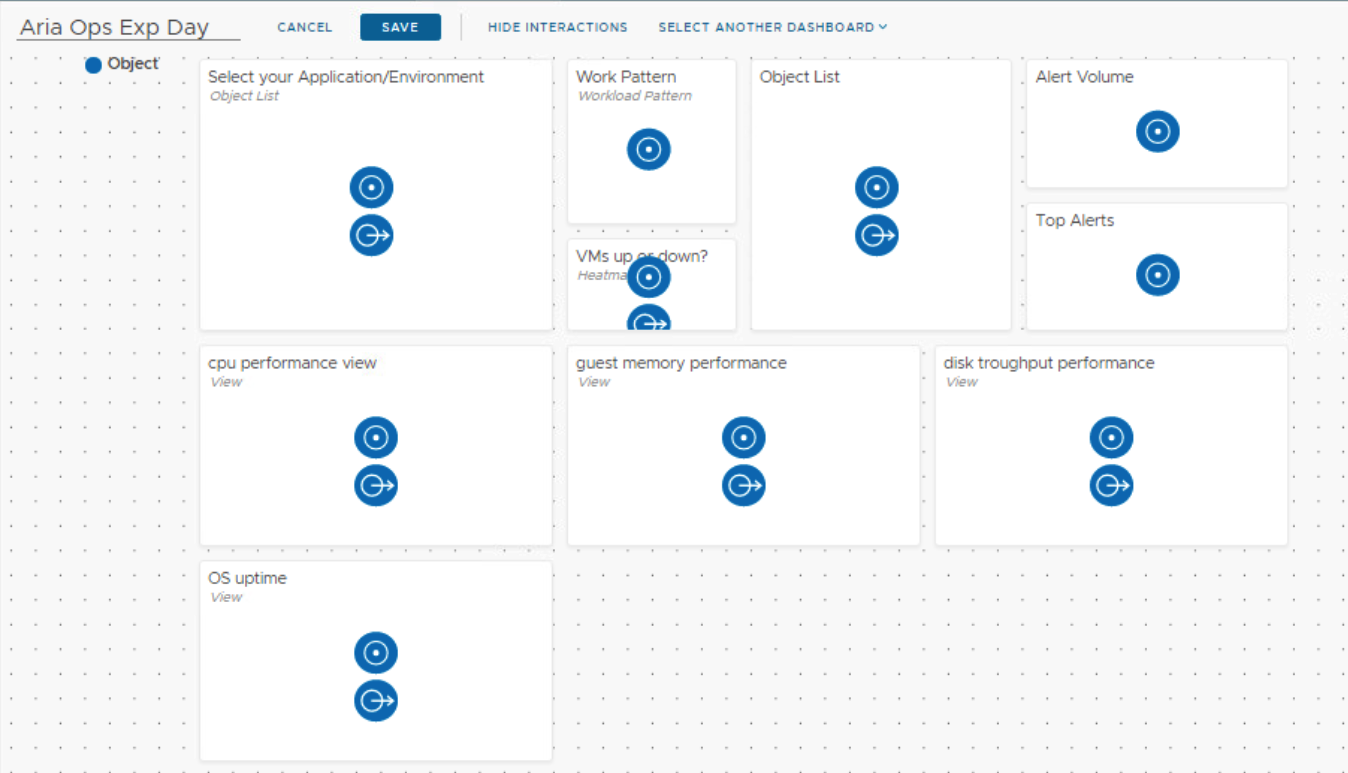 Aria Ops Exp Day
CANCEL
SAVE
HIDE INTERACTIONS
SELECT ANOTHER DASHBOARD
Object
Select your Application/Environment
Object List
Work Pattern
Workload Pattern
Object List
Alert Volume
Top Alerts
VMs up or down?
Heatma
cpu performance view
View
guest memory performance
View
disk troughput performance
View
OS uptime
View